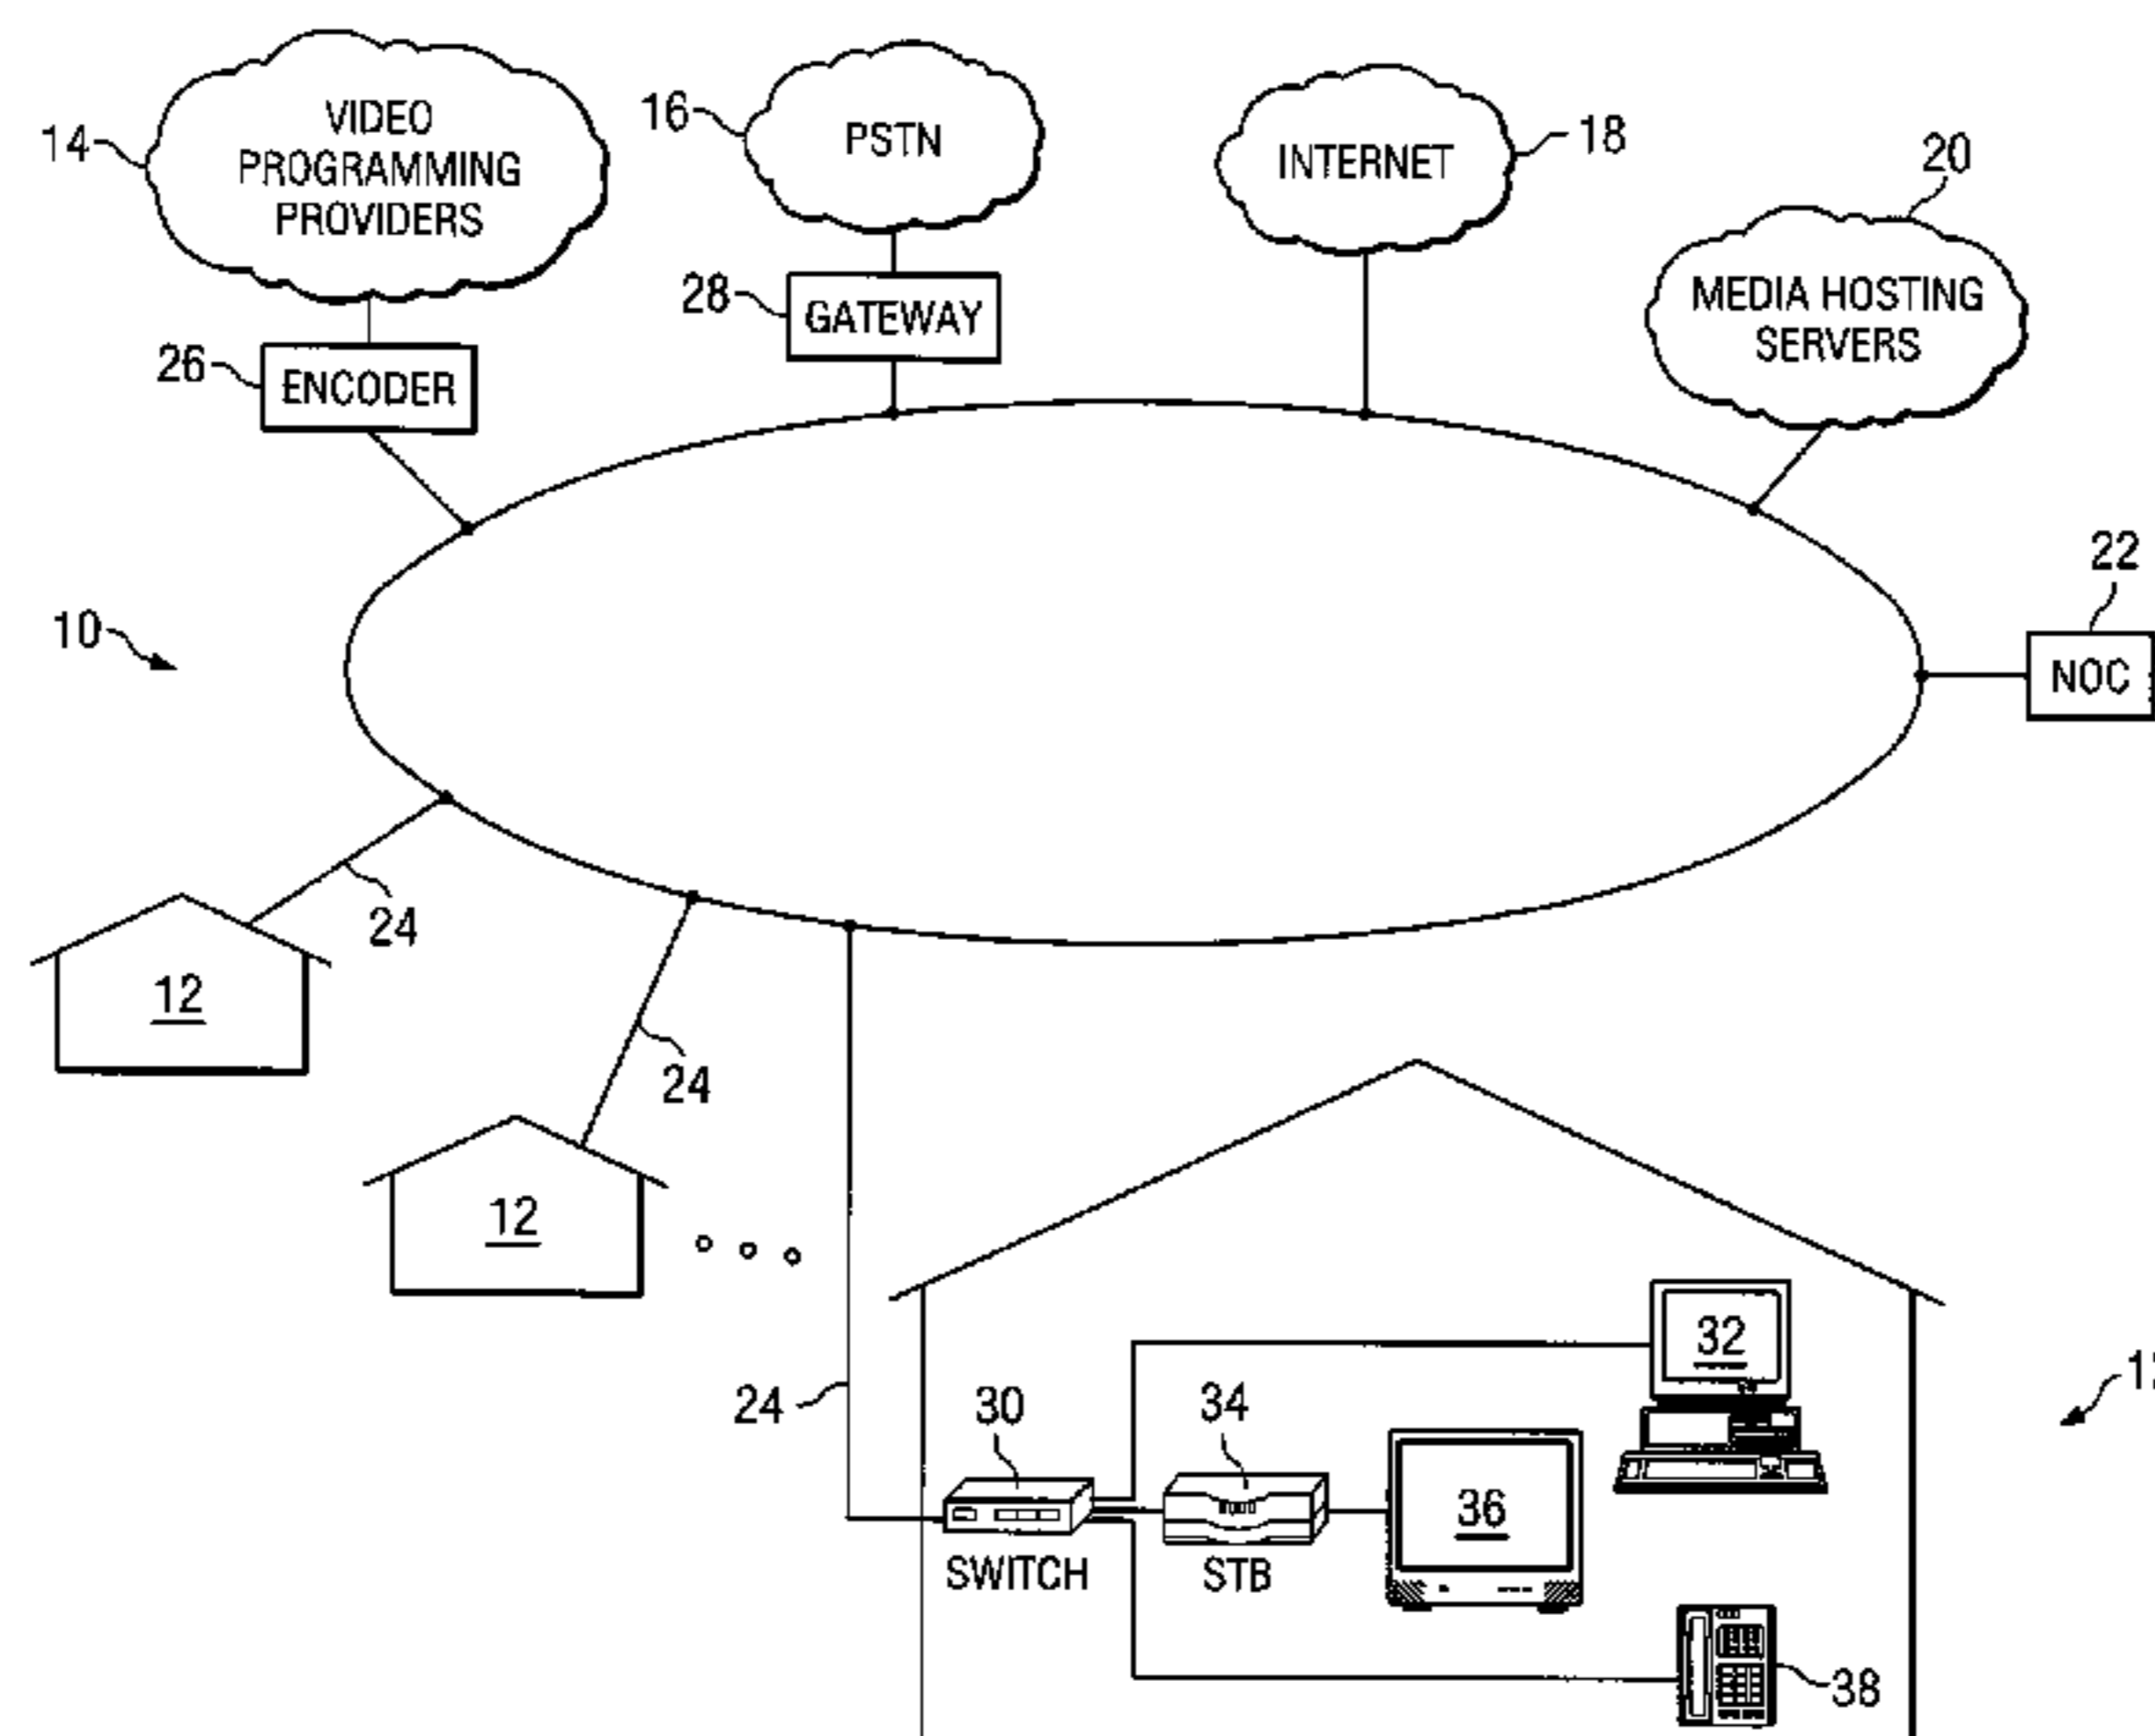 14
VIDEO
PROGRAMMING
PROVIDERS
16
PSTN
INTERNET
18
20
MEDIA HOSTING
SERVERS
28
GATEWAY
26
ENCODER
22
NOC
10
24
12
24
12
24
30
34
32
36
SWITCH
STB
38